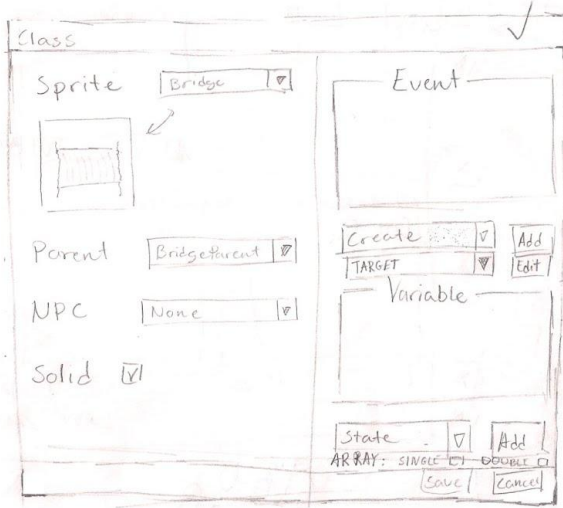 Class
Sprite Bridge
Parent BridgeParent
NPC None
Solid
Event
Create Add
TARGET Edit
Variable
State Add
ARRAY: SINGLE DOUBLE
Save Cancel